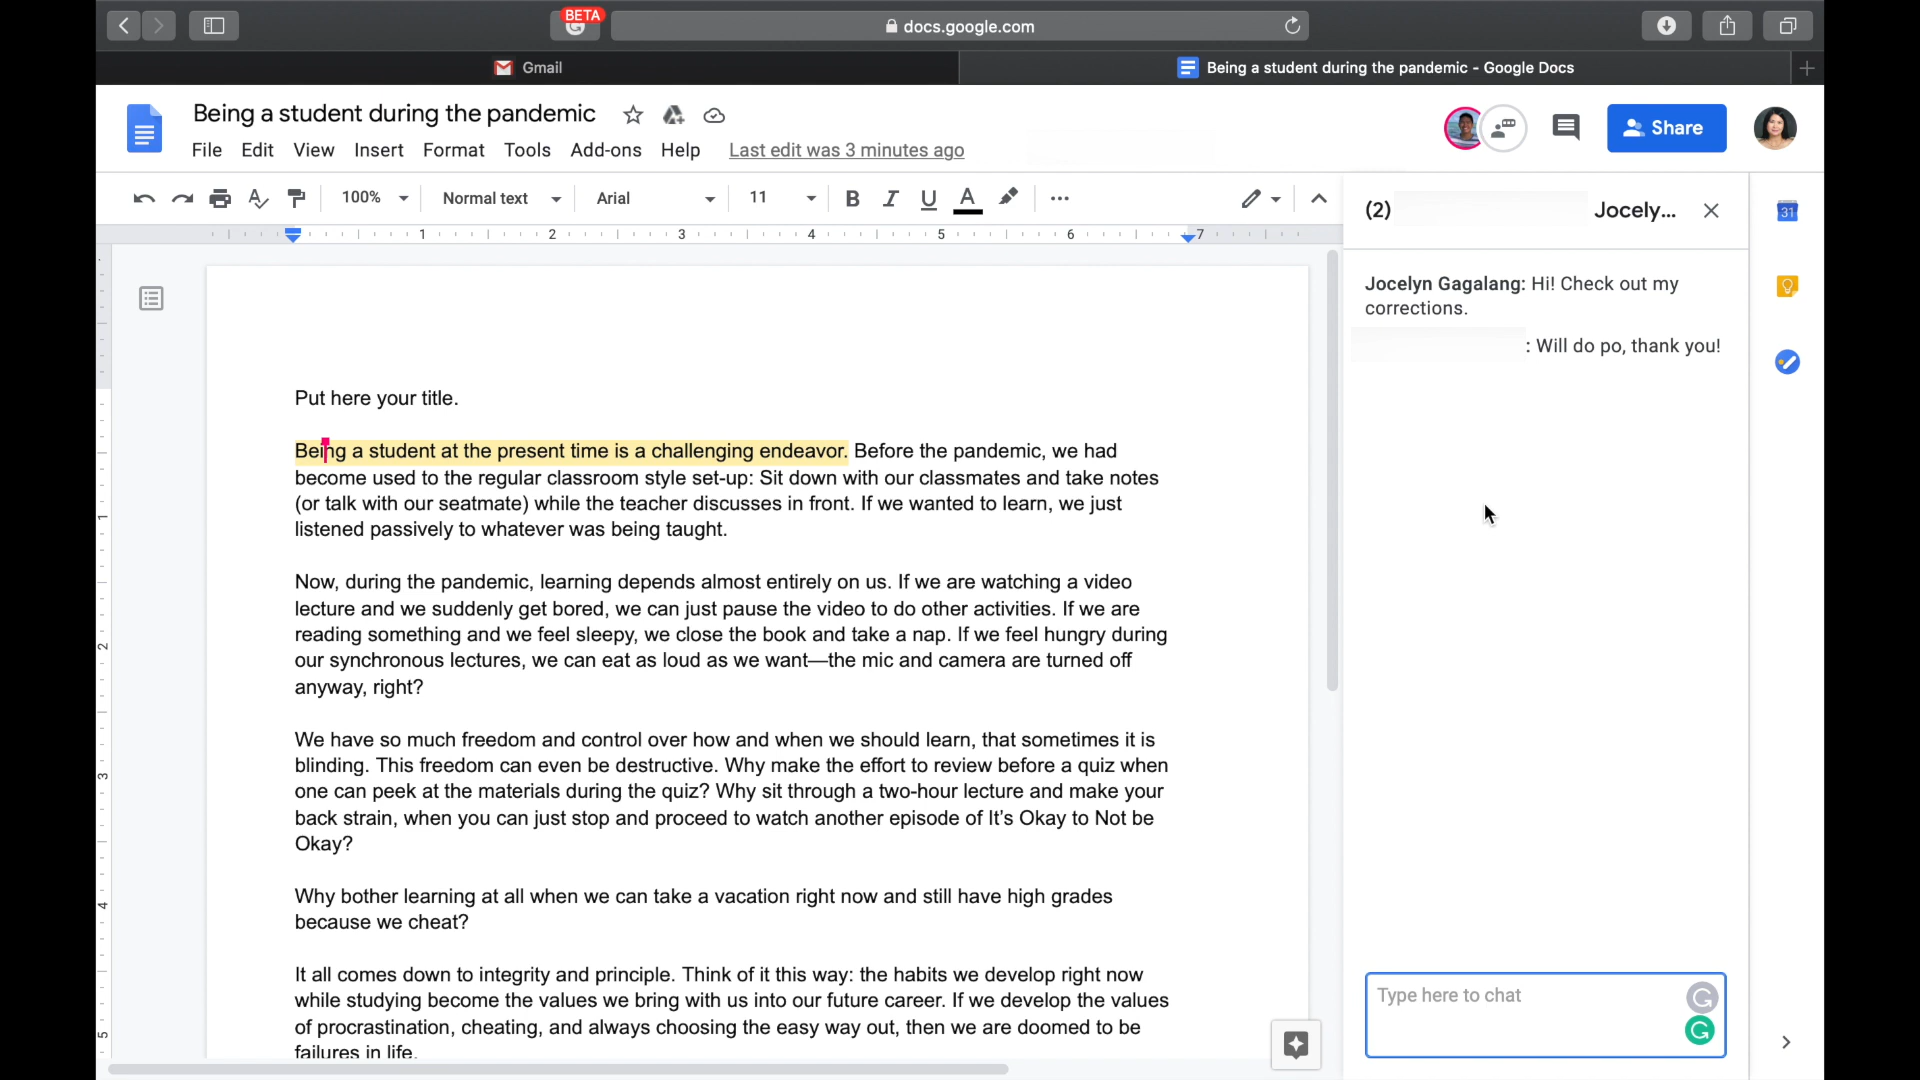 BETA
docs.google.com
Gmail
Being a student during the pandemic - Google Docs
Being a student during the pandemic
File Edit View Insert Format Tools Add-ons Help Last edit was 3 minutes ago
Share
100% Normal text Arial 11 B I U A
(2) Jocely...
31
1 2 3 4 5 6 7
Jocelyn Gagalang: Hi! Check out my
corrections.
: Will do po, thank you!
Put here your title.
Being a student at the present time is a challenging endeavor. Before the pandemic, we had
become used to the regular classroom style set-up: Sit down with our classmates and take notes
(or talk with our seatmate) while the teacher discusses in front. If we wanted to learn, we just
listened passively to whatever was being taught.
Now, during the pandemic, learning depends almost entirely on us. If we are watching a video
lecture and we suddenly get bored, we can just pause the video to do other activities. If we are
reading something and we feel sleepy, we close the book and take a nap. If we feel hungry during
our synchronous lectures, we can eat as loud as we want—the mic and camera are turned off
anyway, right?
We have so much freedom and control over how and when we should learn, that sometimes it is
blinding. This freedom can even be destructive. Why make the effort to review before a quiz when
one can peek at the materials during the quiz? Why sit through a two-hour lecture and make your
back strain, when you can just stop and proceed to watch another episode of It's Okay to Not be
Okay?
Why bother learning at all when we can take a vacation right now and still have high grades
because we cheat?
It all comes down to integrity and principle. Think of it this way: the habits we develop right now
while studying become the values we bring with us into our future career. If we develop the values
of procrastination, cheating, and always choosing the easy way out, then we are doomed to be
failures in life.
1
2
3
4
5
Type here to chat